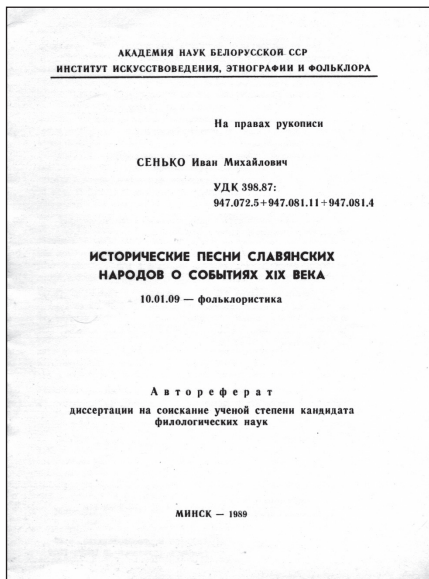 АКАДЕМИЯ НАУК БЕЛОРУССКОЙ ССР
ИНСТИТУТ ИСКУССТВОВЕДЕНИЯ, ЭТНОГРАФИИ И ФОЛЬКЛОРА
На правах рукописи
СЕНЬКО Иван Михайлович
УДК 398.87:
947.072.5+947.081.11+947.081.4
ИСТОРИЧЕСКИЕ ПЕСНИ СЛАВЯНСКИХ
НАРОДОВ О СОБЫТИЯХ XIX ВЕКА
10.01.09 — фольклористика
Автореферат
диссертации на соискание ученой степени кандидата
филологических наук
МИНСК — 1989